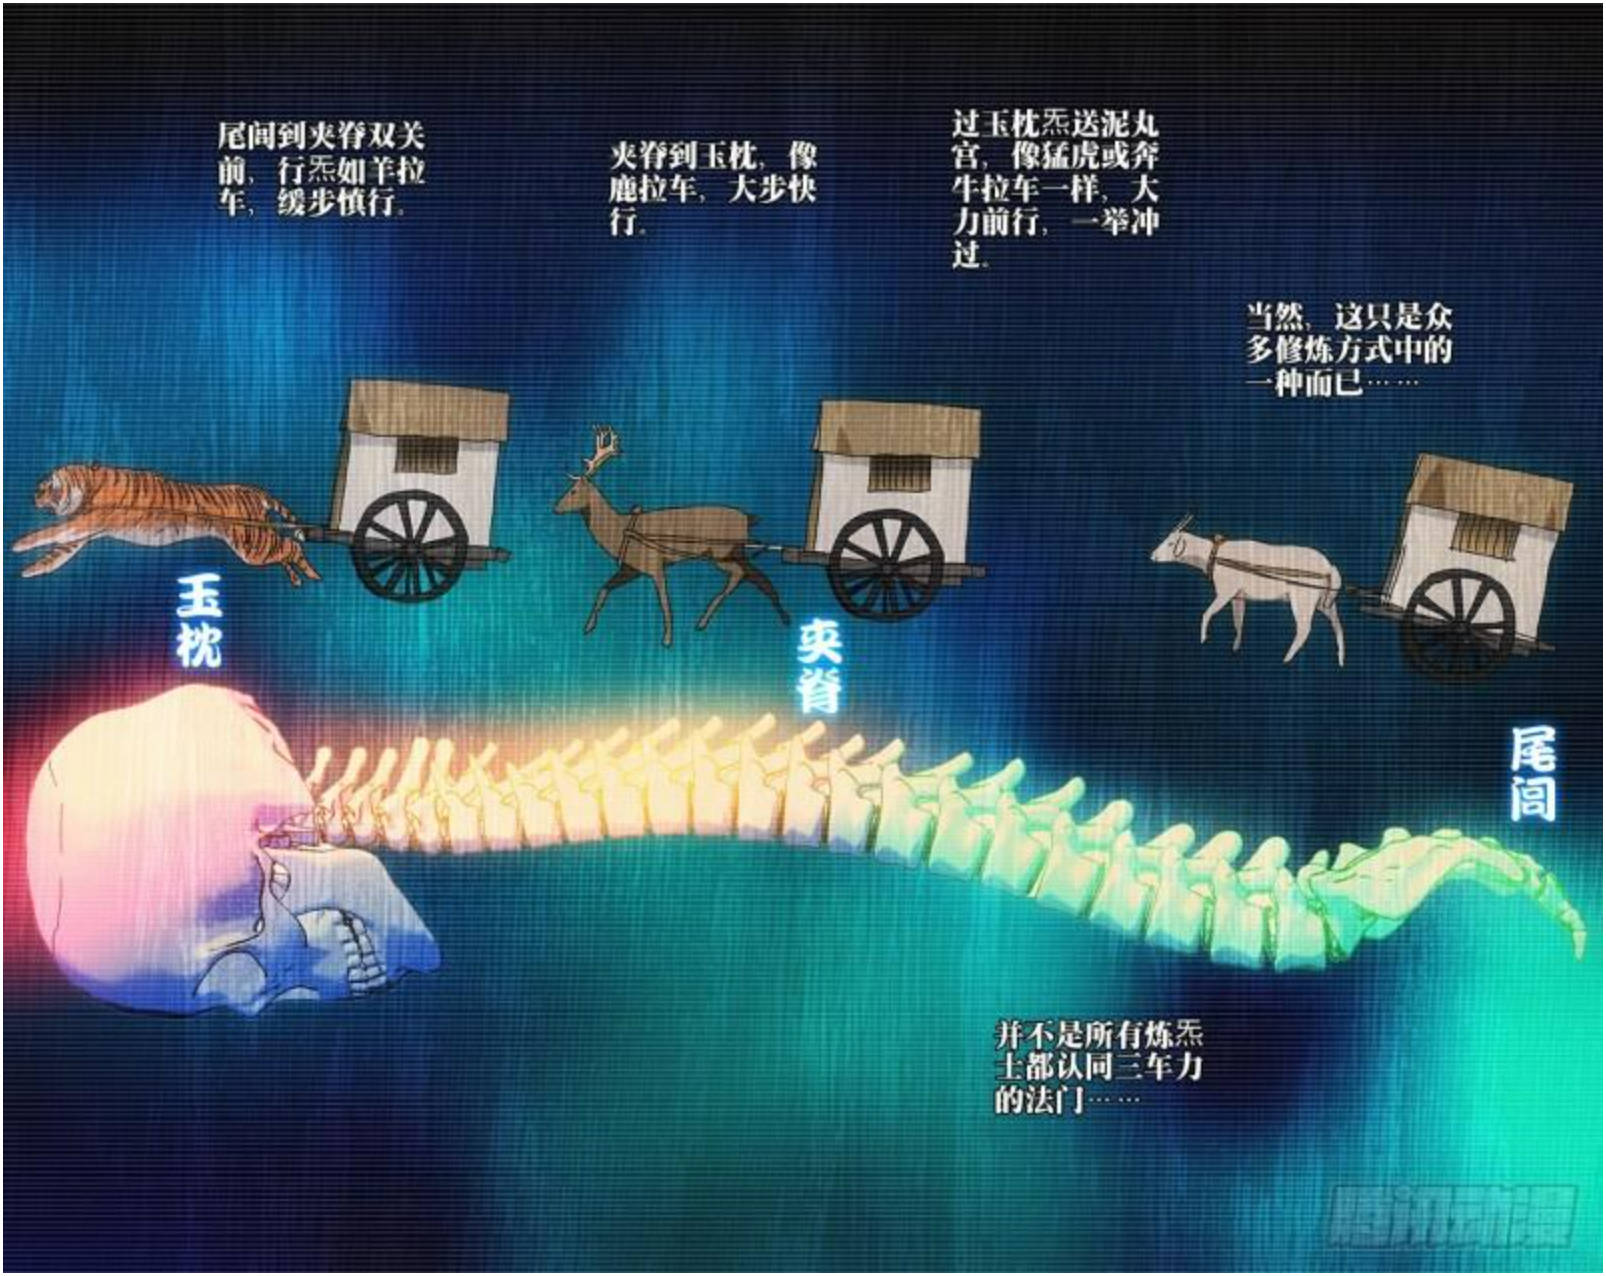 尾闾到夹脊双关
前，行炁如羊拉
车，缓步慎行。
夹脊到玉枕，像
鹿拉车，大步快
行。
过玉枕炁送泥丸
宫，像猛虎或奔
牛拉车一样，大
力前行，一举冲
过。
当然，这只是众
多修炼方式中的
一种而已……
玉枕
夹脊
尾闾
并不是所有炼炁
士都认同三车力
的法门……
腾讯动漫